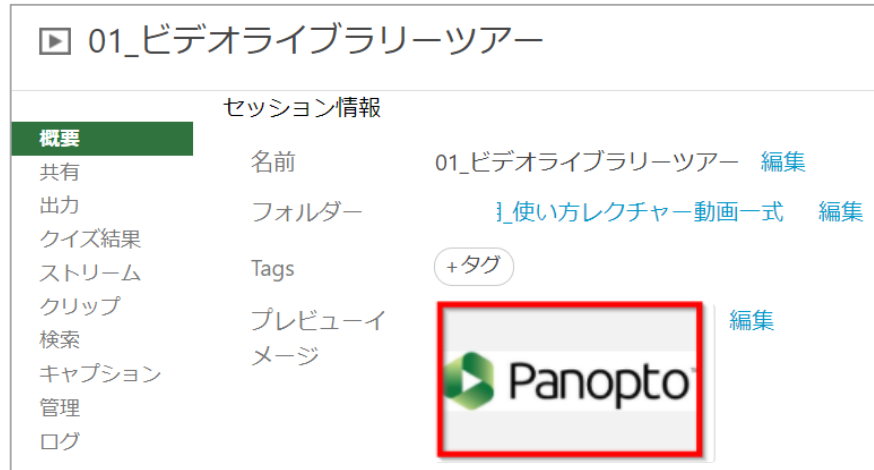 01_ビデオライブラリーツアー
概要
共有
出力
クイズ結果
ストリーム
クリップ
検索
キャプション
管理
ログ
セッション情報
名前 01_ビデオライブラリーツアー 編集
フォルダー _使い方レクチャー動画一式 編集
Tags +タグ
プレビューイ
メージ
Panopto 編集